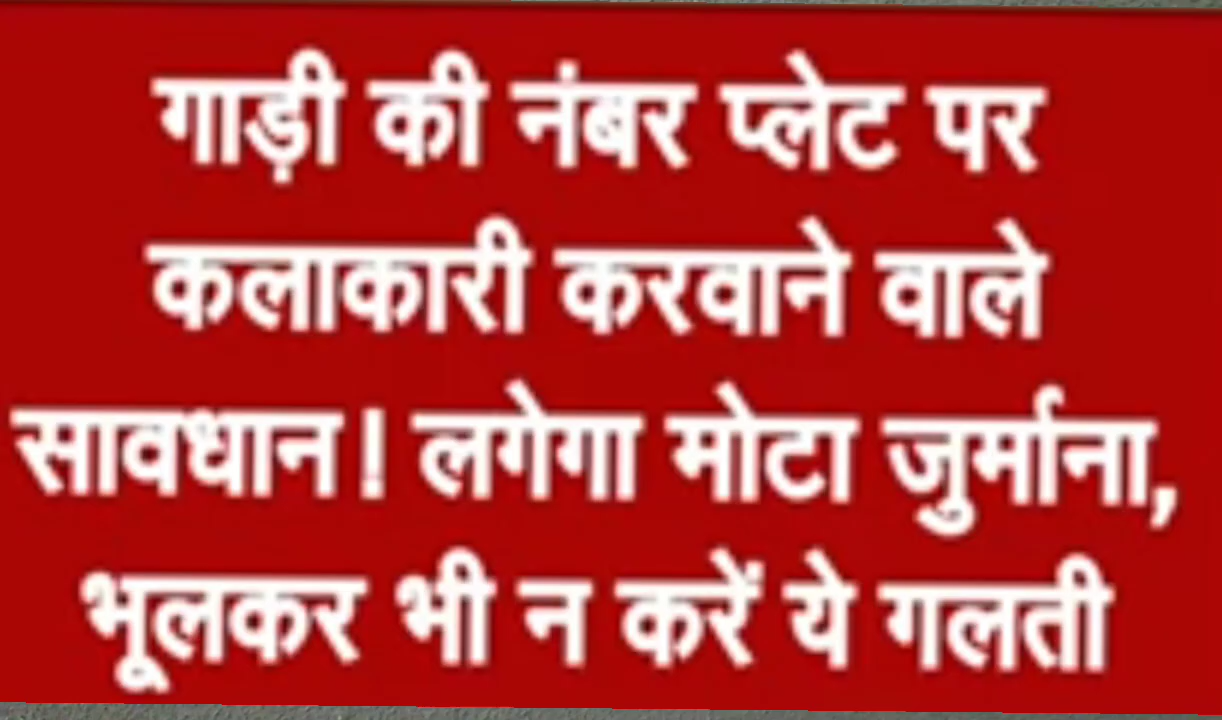 गाड़ी की नंबर प्लेट पर
कलाकारी करवाने वाले
सावधान! लगेगा मोटा जुर्माना,
भूलकर भी न करें ये गलती